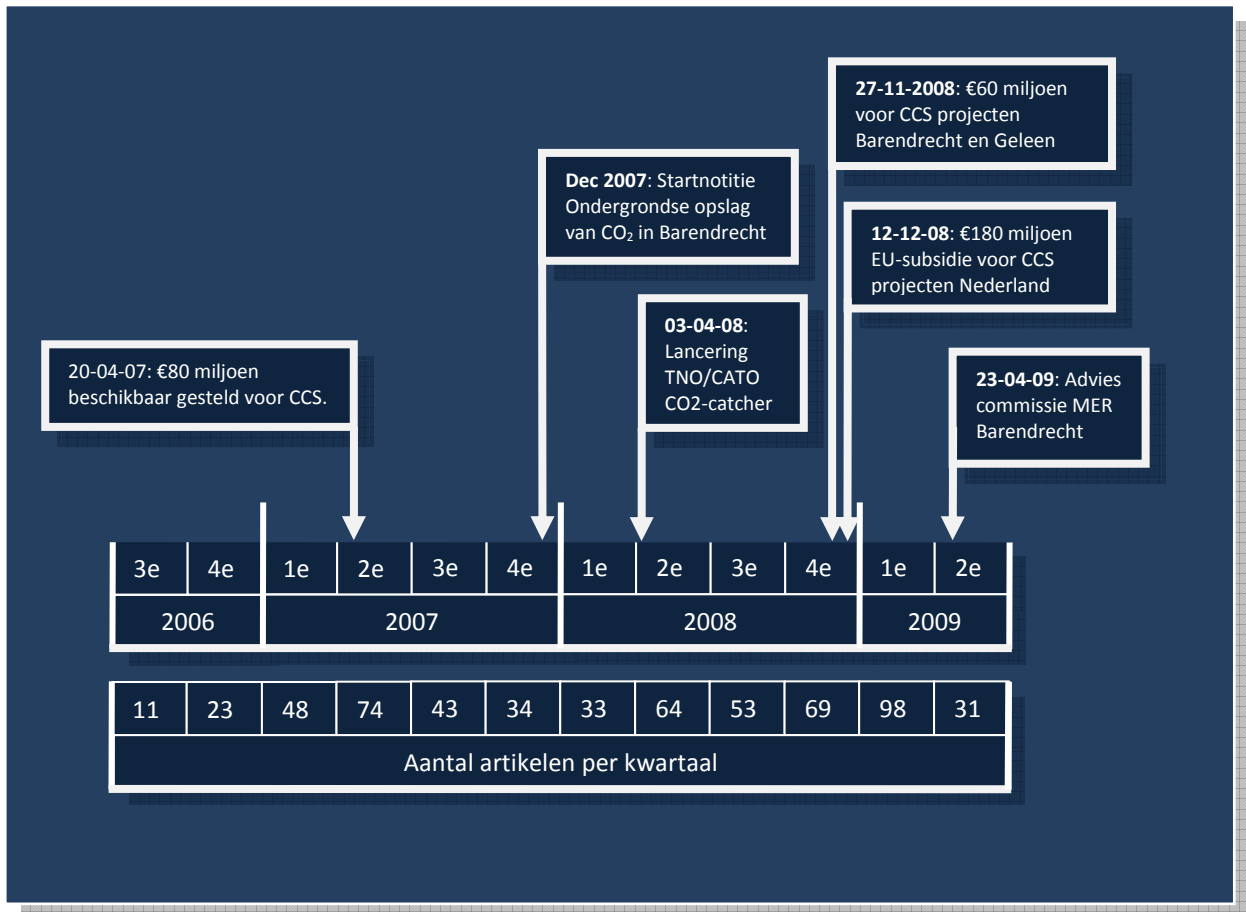 27-11-2008: €60 miljoen
voor CCS projecten
Barendrecht en Geleen
Dec 2007: Startnotitie
Ondergrondse opslag
van CO₂ in Barendrecht
12-12-08: €180 miljoen
EU-subsidie voor CCS
projecten Nederland
03-04-08:
Lancering
TNO/CATO
CO2-catcher
20-04-07: €80 miljoen
beschikbaar gesteld voor CCS.
23-04-09: Advies
commissie MER
Barendrecht
3e 4e 1e 2e 3e 4e 1e 2e 3e 4e 1e 2e
2006 2007 2008 2009
11 23 48 74 43 34 33 64 53 69 98 31
Aantal artikelen per kwartaal